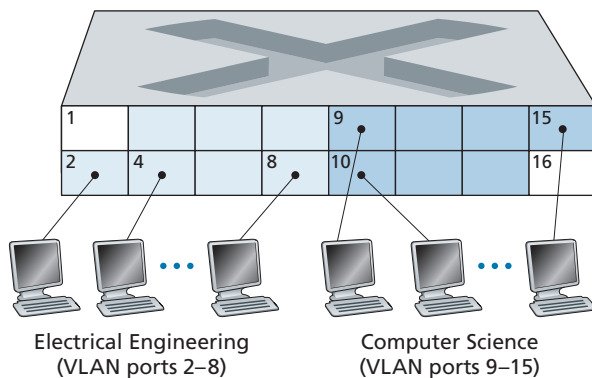 1 9 15
2 4 8 10 16
Electrical Engineering
(VLAN ports 2–8)
Computer Science
(VLAN ports 9–15)